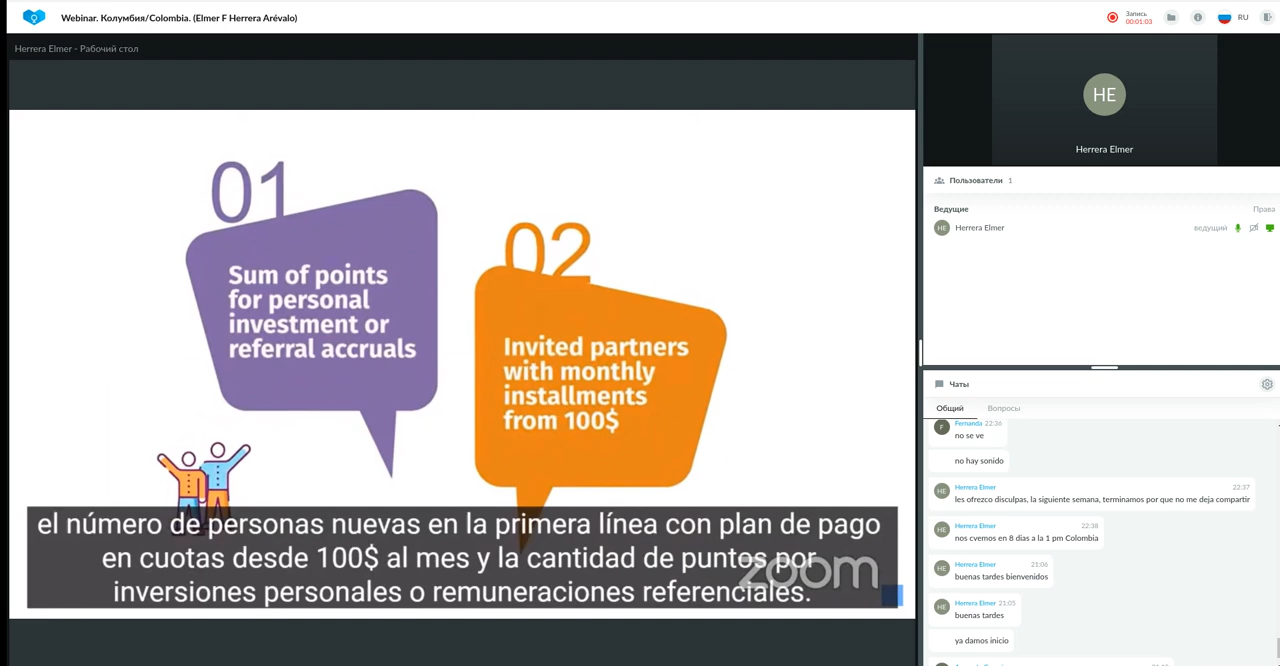 Webinar. Колумбия/Colombia. (Elmer F Herrera Arévalo)
Запись
00:01:03
RU
Herrera Elmer - Рабочий стол
01
Sum of points
for personal
investment or
referral accruals
02
Invited partners
with monthly
installments
from 100$
el número de personas nuevas en la primera línea con plan de pago
en cuotas desde 100$ al mes y la cantidad de puntos por
inversiones personales o remuneraciones referenciales.
zoom
HE
Herrera Elmer
Пользователи 1
Ведущие Права
HE Herrera Elmer ведущий
Чаты
Общий Вопросы
F Fernanda 22:36
no se ve
no hay sonido
HE Herrera Elmer 22:37
les ofrezco disculpas, la siguiente semana, terminamos por que no me deja compartir
HE Herrera Elmer 22:38
nos cvemos en 8 dias a la 1 pm Colombia
HE Herrera Elmer 21:06
buenas tardes bienvenidos
HE Herrera Elmer 21:05
buenas tardes
ya damos inicio